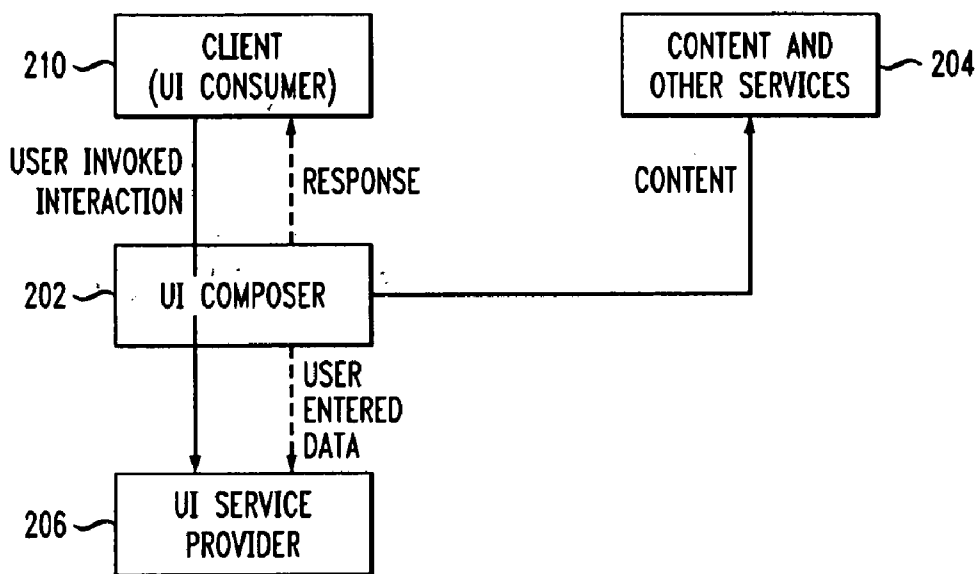 210
CLIENT
(UI CONSUMER)
CONTENT AND
OTHER SERVICES
204
USER INVOKED
INTERACTION
RESPONSE
CONTENT
202
UI COMPOSER
USER
ENTERED
DATA
206
UI SERVICE
PROVIDER